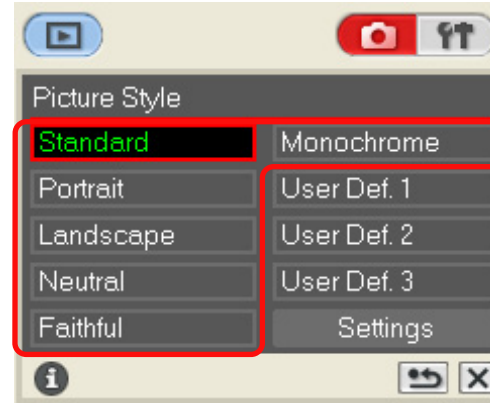 Picture Style
Standard Monochrome
Portrait User Def. 1
Landscape User Def. 2
Neutral User Def. 3
Faithful Settings